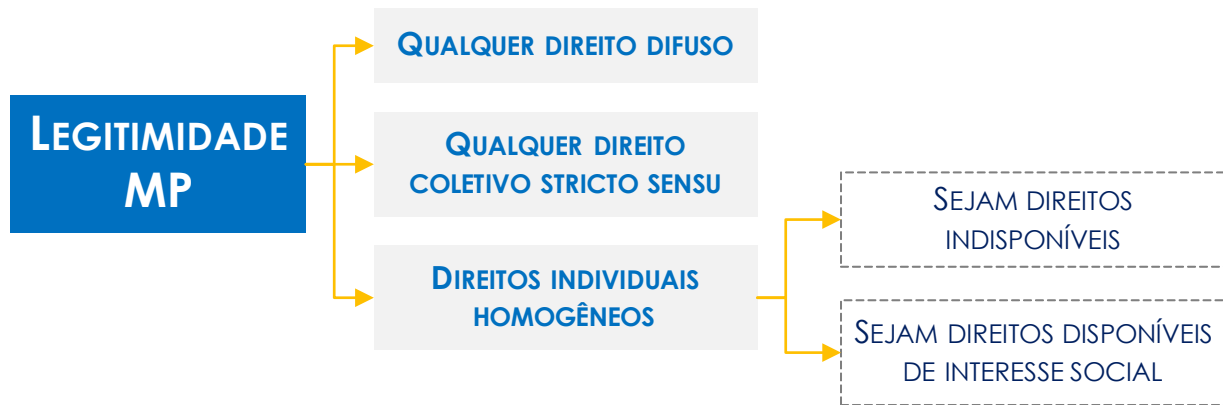 LEGITIMIDADE
MP
QUALQUER DIREITO DIFUSO
QUALQUER DIREITO
COLETIVO STRICTO SENSU
DIREITOS INDIVIDUAIS
HOMOGÊNEOS
SEJAM DIREITOS
INDISPONÍVEIS
SEJAM DIREITOS DISPONÍVEIS
DE INTERESSE SOCIAL